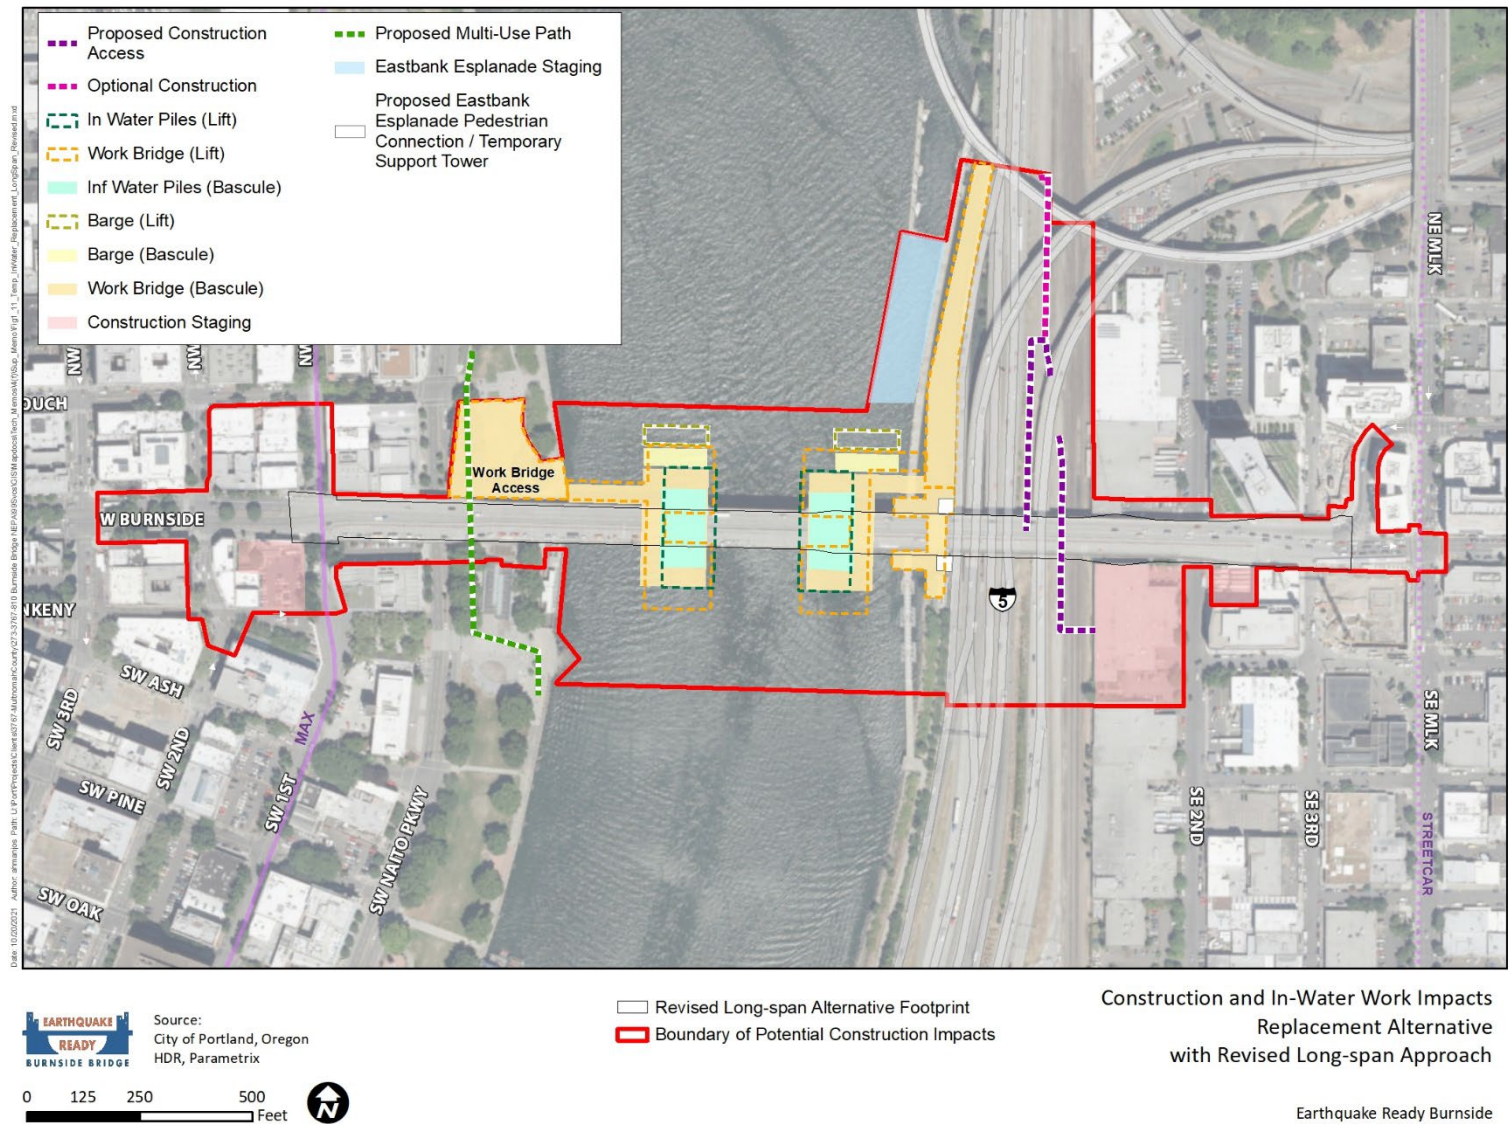 Proposed Construction
Access
Optional Construction
In Water Piles (Lift)
Work Bridge (Lift)
Inf Water Piles (Bascule)
Barge (Lift)
Barge (Bascule)
Work Bridge (Bascule)
Construction Staging
Proposed Multi-Use Path
Eastbank Esplanade Staging
Proposed Eastbank
Esplanade Pedestrian
Connection / Temporary
Support Tower
NW
NW
NW
OUCH
W BURNSIDE
NKENY
Work Bridge
Access
5
NE MLK
SW ASH
SW 3RD
SW 2ND
SW PINE
SW OAK
MAX
SW 1ST
SW NAITO PKWY
SE 2ND
SE 3RD
SE MLK
STREETCAR
EARTHQUAKE
READY
BURNSIDE BRIDGE
Source:
City of Portland, Oregon
HDR, Parametrix
0 125 250 500
Feet
N
Revised Long-span Alternative Footprint
Boundary of Potential Construction Impacts
Construction and In-Water Work Impacts
Replacement Alternative
with Revised Long-span Approach
Earthquake Ready Burnside